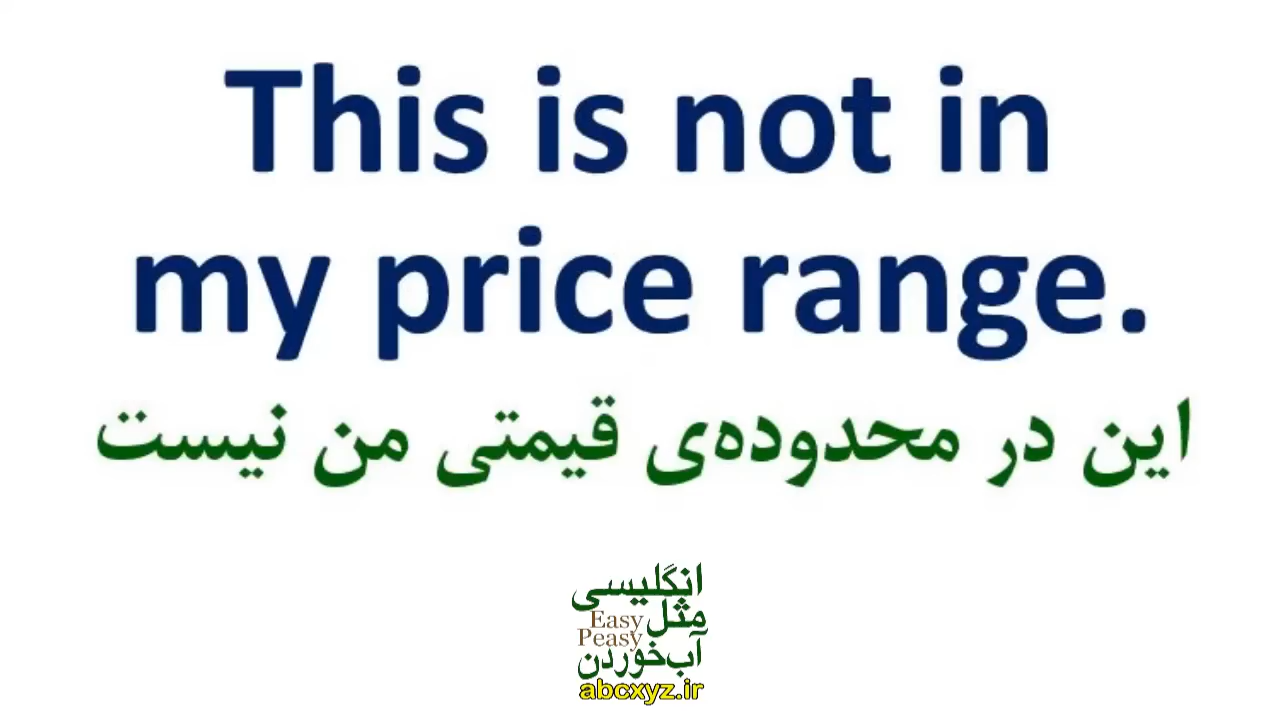 This is not in
my price range.
این در محدوده‌ی قیمتی من نیست
انگلیسی
مثل
Easy
Peasy
آب‌خوردن
abcxyz.ir